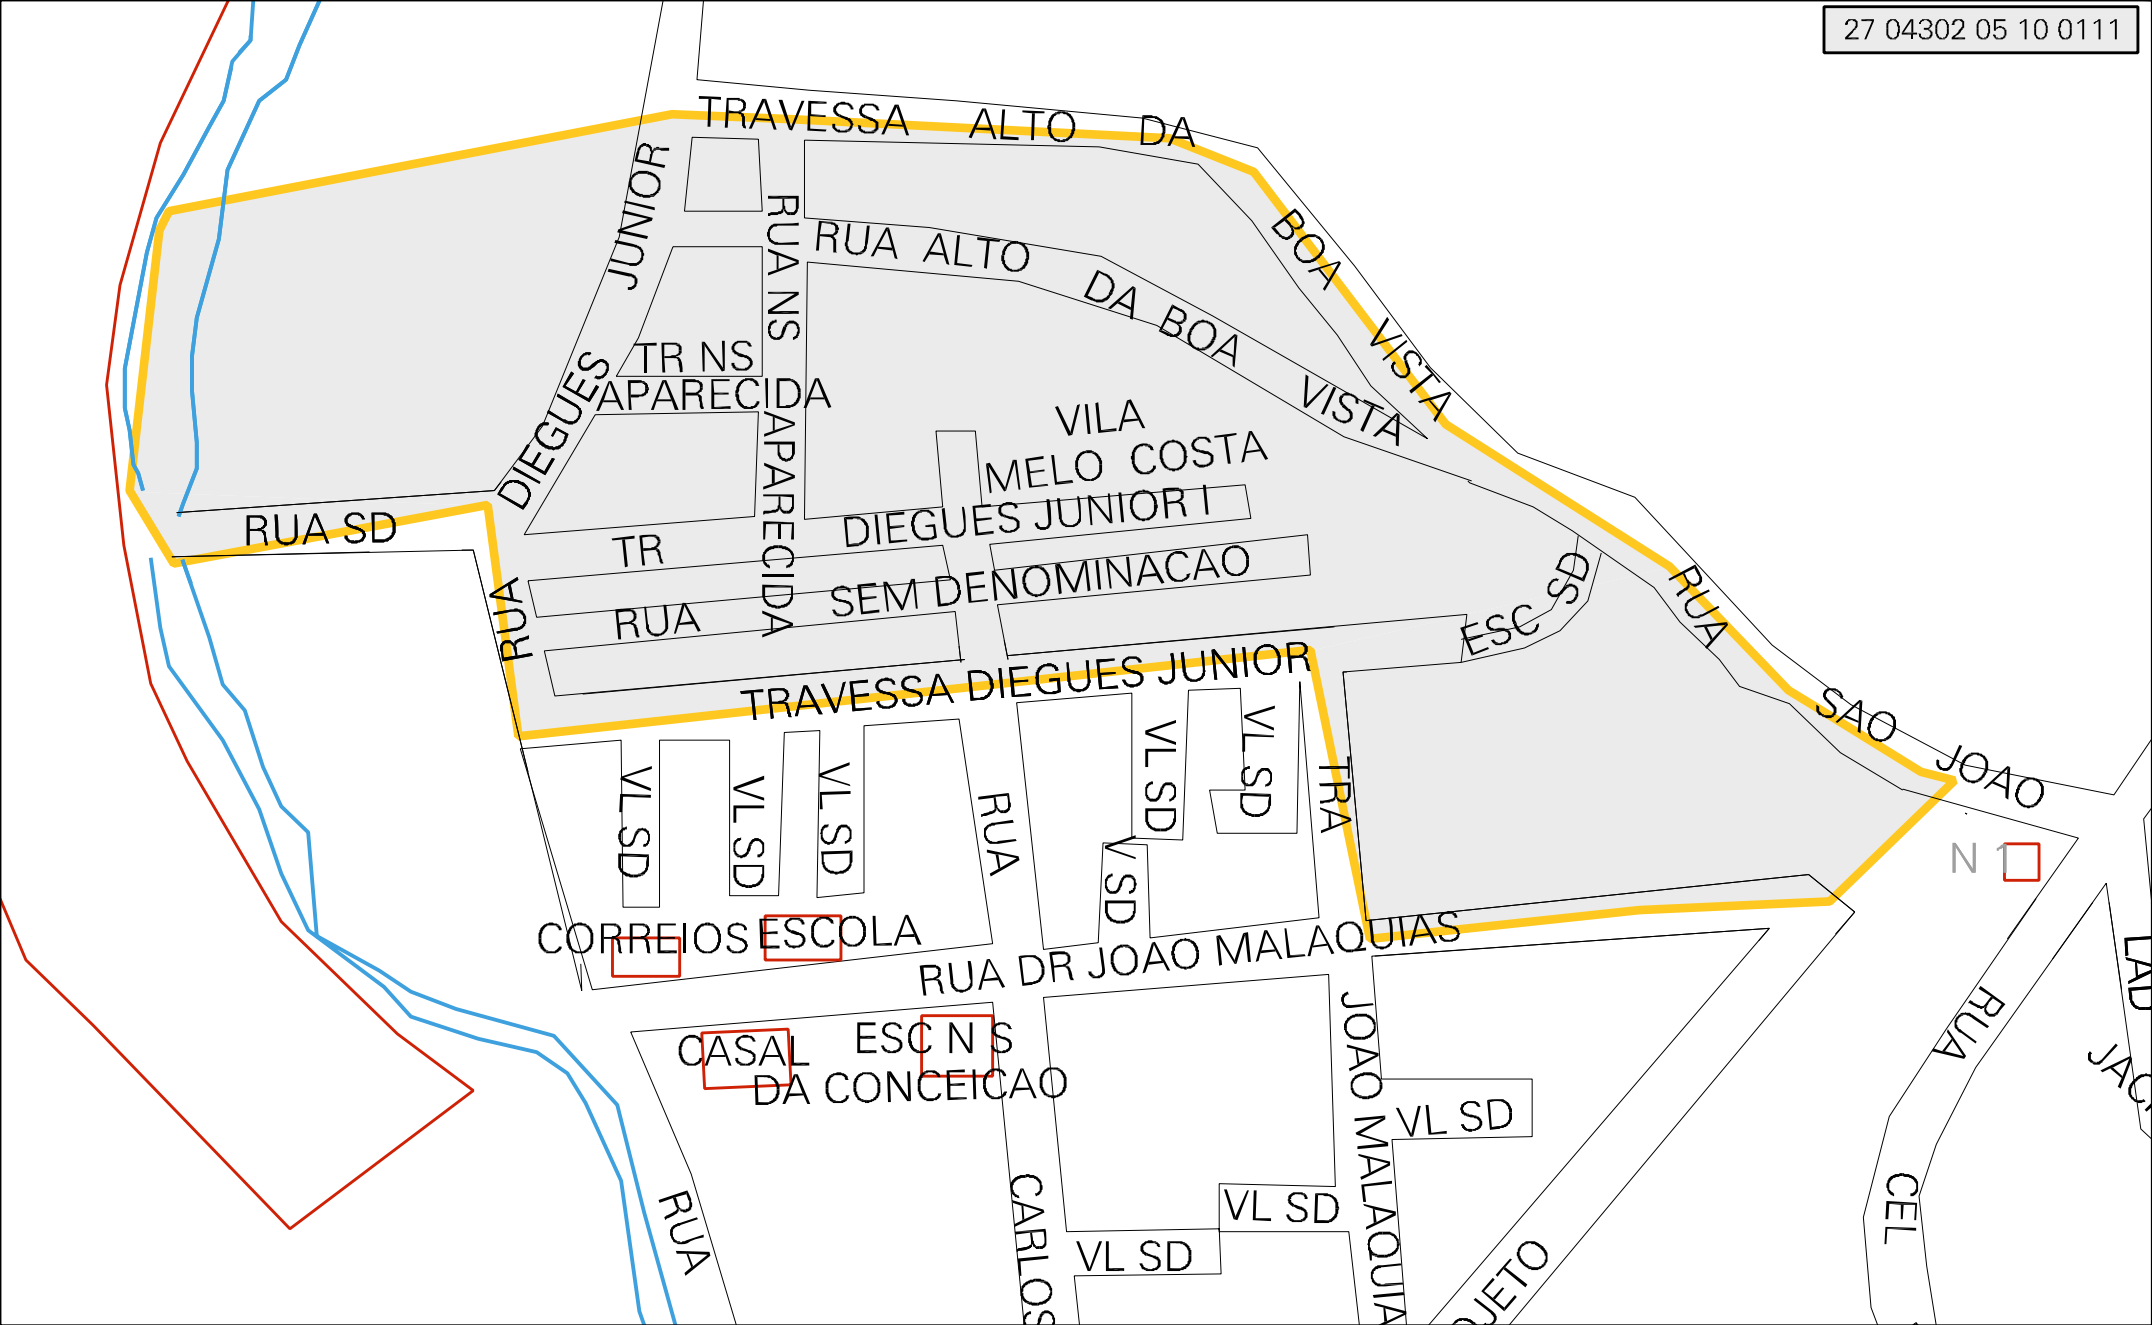 27 04302 05 10 0111
TRAVESSA ALTO DA BOA VISTA
RUA DIEGUES JUNIOR
RUA NS APARECIDA
RUA ALTO DA BOA VISTA
TR NS
APARECIDA
VILA
MELO COSTA
RUA SD
TR DIEGUES JUNIOR I
RUA SEM DENOMINACAO
ESC SD
RUA SAO JOAO
TRAVESSA DIEGUES JUNIOR
VL SD
VL SD
VL SD
VL SD
VL SD
V SD
RUA CARLOS
TRA JOAO MALAQUIA
N 1
CORREIOS
ESCOLA
RUA DR JOAO MALAQUIAS
CASAL
ESC N S
DA CONCEICAO
VL SD
VL SD
VL SD
RUA
RUA CEL
LAD
JAC
OJETO